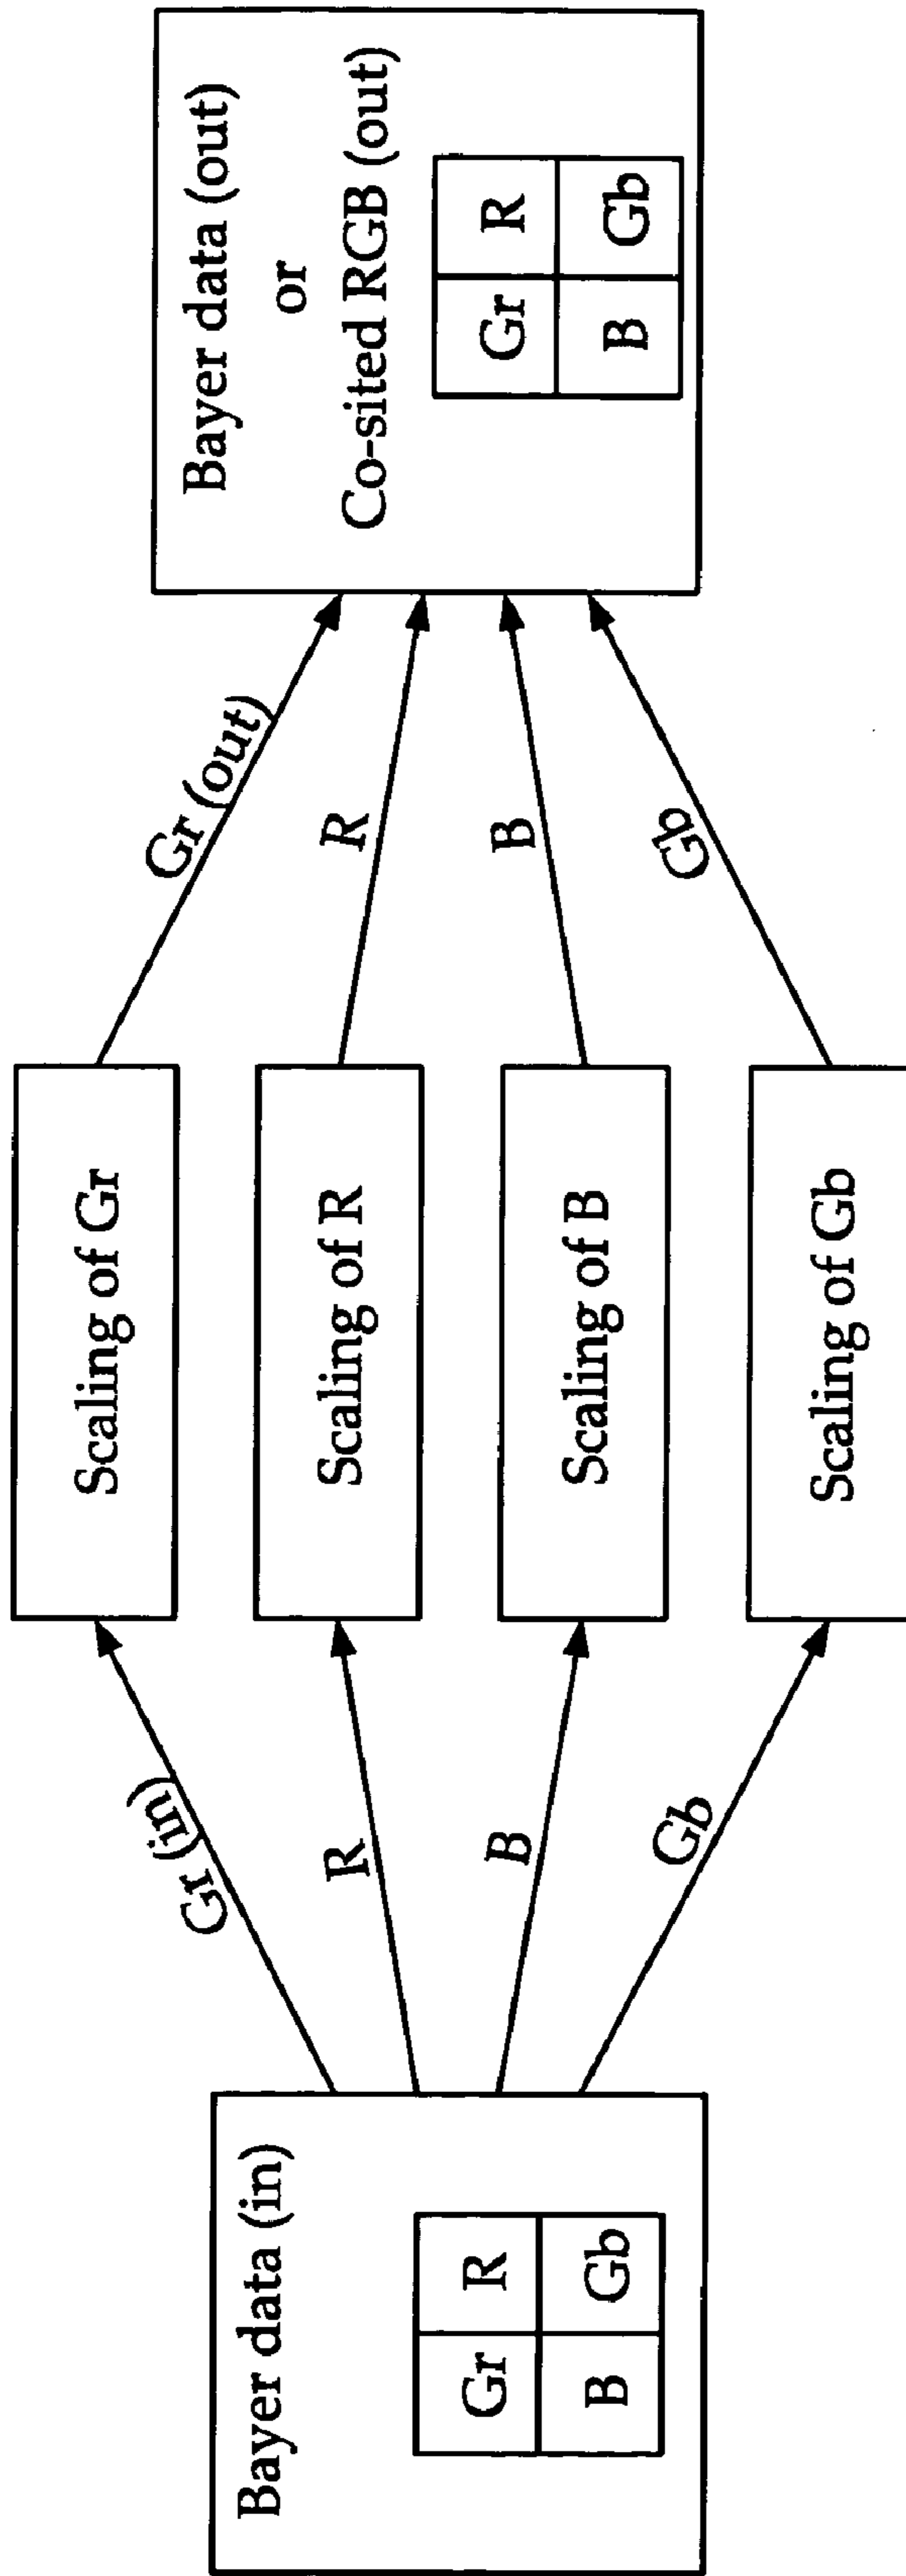 Bayer data (in)
Gr R
B Gb
Gr (in)
R
B
Gb
Scaling of Gr
Scaling of R
Scaling of B
Scaling of Gb
Gr (out)
R
B
Gb
Bayer data (out)
or
Co-sited RGB (out)
Gr R
B Gb